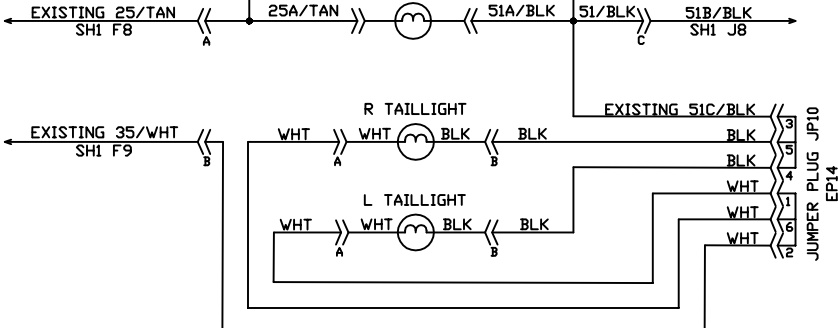 EXISTING 25/TAN
SH1 F8
A
25A/TAN
51A/BLK
51/BLK
C
51B/BLK
SH1 J8
EXISTING 35/WHT
SH1 F9
B
R TAILLIGHT
WHT
A
WHT
BLK
B
BLK
L TAILLIGHT
WHT
A
WHT
BLK
B
BLK
EXISTING 51C/BLK
3
BLK
5
BLK
4
WHT
1
WHT
6
WHT
2
JUMPER PLUG JP10
EP14